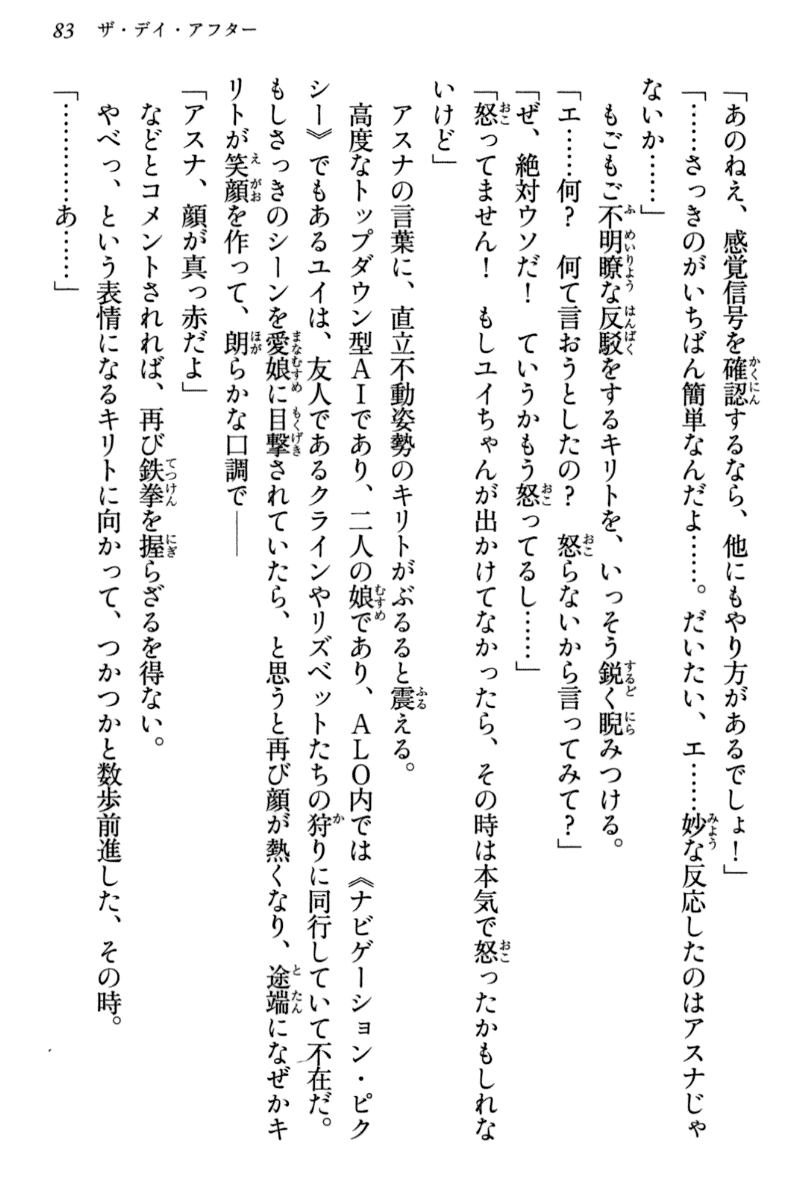 83 ザ・デイ・アフター
「あのねえ、感覚信号を確認するなら、他にもやり方があるでしょ！」
「……さっきのがいちばん簡単なんだよ……。だいたい、エ……妙な反応したのはアスナじゃ
ないか……」
もごもご不明瞭な反駁をするキリトを、いっそう鋭く睨みつける。
「エ……何？　何て言おうとしたの？　怒らないから言ってみて？」
「ぜ、絶対ウソだ！　ていうかもう怒ってるし……」
「怒ってません！　もしユイちゃんが出かけてなかったら、その時は本気で怒ったかもしれな
いけど」
アスナの言葉に、直立不動姿勢のキリトがぶるると震える。
高度なトップダウン型ＡＩであり、二人の娘であり、ＡＬＯ内では《ナビゲーション・ピク
シー》でもあるユイは、友人であるクラインやリズベットたちの狩りに同行していて不在だ。
もしさっきのシーンを愛娘に目撃されていたら、と思うと再び顔が熱くなり、途端になぜかキ
リトが笑顔を作って、朗らかな口調で――
「アスナ、顔が真っ赤だよ」
などとコメントされれば、再び鉄拳を握らざるを得ない。
やべっ、という表情になるキリトに向かって、つかつかと数歩前進した、その時。
「…………あ……」